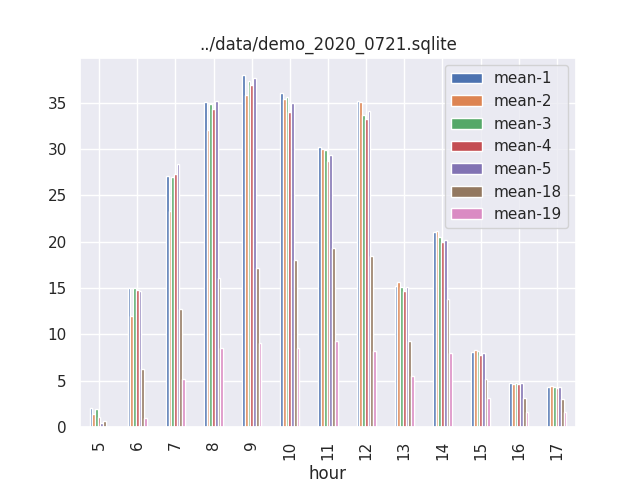 ../data/demo_2020_0721.sqlite
mean-1
mean-2
mean-3
mean-4
mean-5
mean-18
mean-19
35
30
25
20
15
10
5
0
5 6 7 8 9 10 11 12 13 14 15 16 17
hour